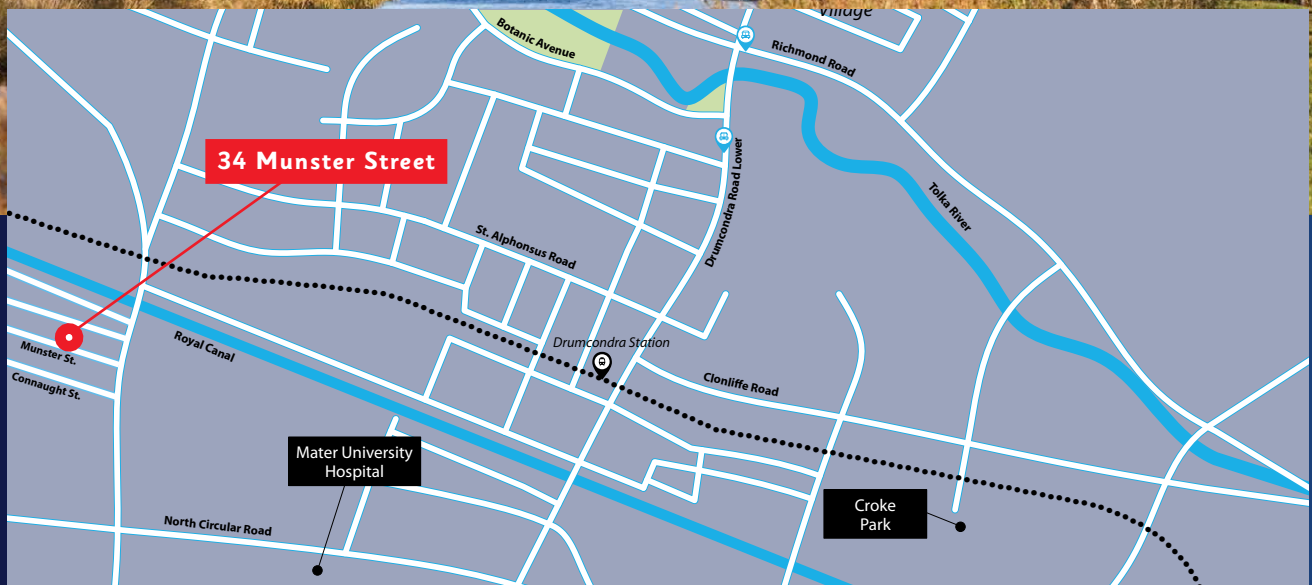 Village
Botanic Avenue
Richmond Road
34 Munster Street
Drumcondra Road Lower
Tolka River
St. Alphonsus Road
Royal Canal
Drumcondra Station
Munster St.
Connaught St.
Clonliffe Road
Mater University
Hospital
Croke
Park
North Circular Road